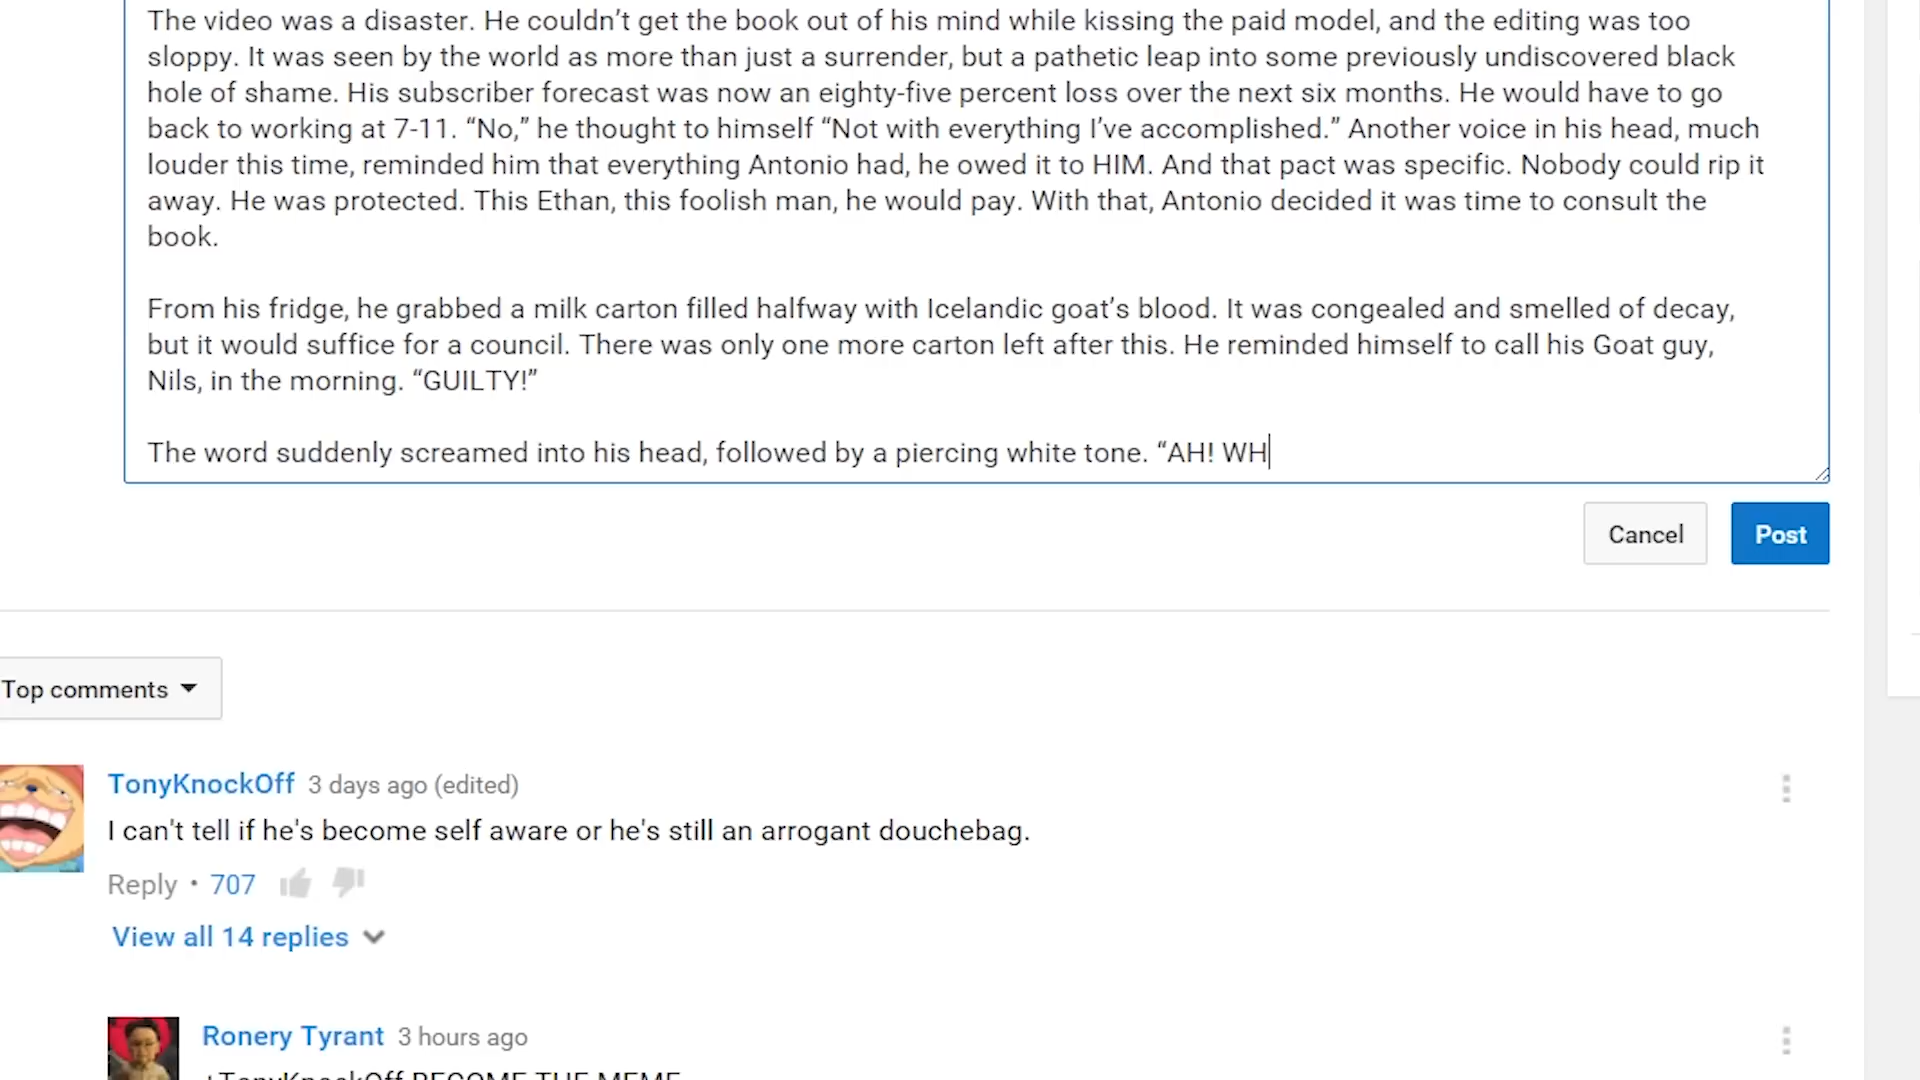 The video was a disaster. He couldn’t get the book out of his mind while kissing the paid model, and the editing was too
sloppy. It was seen by the world as more than just a surrender, but a pathetic leap into some previously undiscovered black
hole of shame. His subscriber forecast was now an eighty-five percent loss over the next six months. He would have to go
back to working at 7-11. “No,” he thought to himself “Not with everything I’ve accomplished.” Another voice in his head, much
louder this time, reminded him that everything Antonio had, he owed it to HIM. And that pact was specific. Nobody could rip it
away. He was protected. This Ethan, this foolish man, he would pay. With that, Antonio decided it was time to consult the
book.
From his fridge, he grabbed a milk carton filled halfway with Icelandic goat’s blood. It was congealed and smelled of decay,
but it would suffice for a council. There was only one more carton left after this. He reminded himself to call his Goat guy,
Nils, in the morning. “GUILTY!”
The word suddenly screamed into his head, followed by a piercing white tone. “AH! WH
Cancel
Post
Top comments
TonyKnockOff 3 days ago (edited)
I can't tell if he's become self aware or he's still an arrogant douchebag.
Reply • 707
View all 14 replies
Ronery Tyrant 3 hours ago
+TonyKnockOff BECOME THE MEME